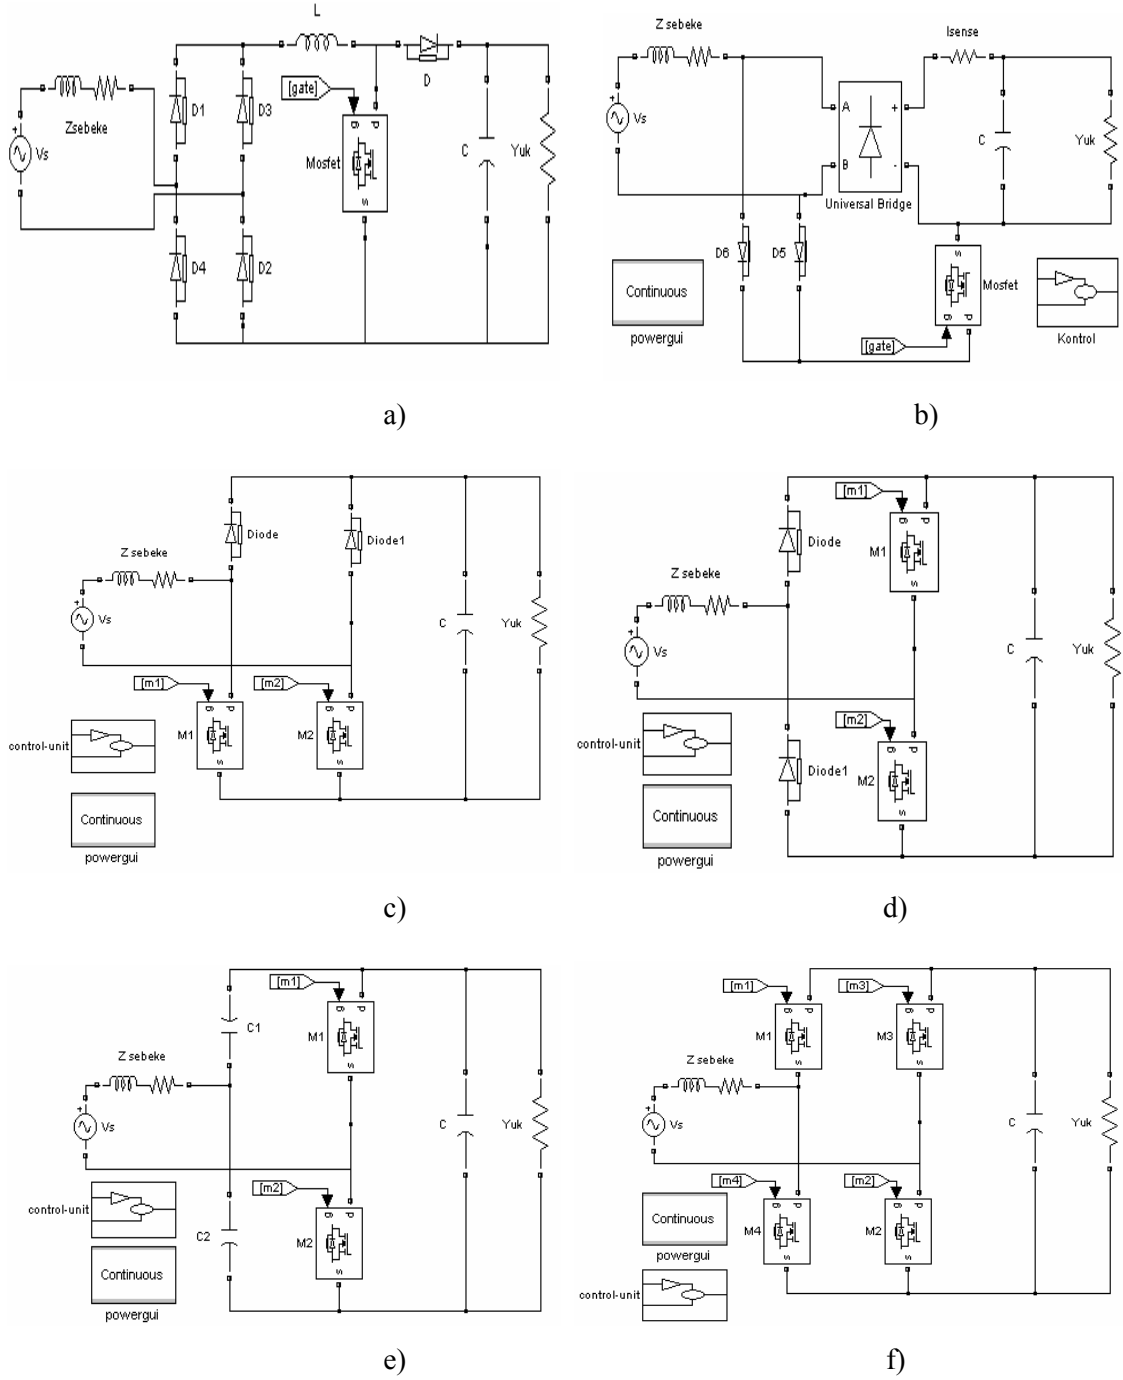 L
D1
D3
[gate]
D
Zsebeke
g
d
+
Vs
Mosfet
C
Yuk
s
D4
D2
a)
Z sebeke
Isense
+
Vs
A
+
B
-
Universal Bridge
C
Yuk
D6
D5
s
Mosfet
g
d
[gate]
Continuous
powergui
Kontrol
b)
Diode
Diode1
Z sebeke
+
Vs
C
Yuk
[m1]
[m2]
g
d
g
d
M1
M2
s
s
control-unit
Continuous
powergui
c)
[m1]
g
d
Diode
M1
s
Z sebeke
+
Vs
C
Yuk
[m2]
g
d
control-unit
Diode1
M2
s
Continuous
powergui
d)
[m1]
g
d
C1
M1
s
Z sebeke
+
Vs
C
Yuk
[m2]
g
d
control-unit
C2
M2
s
Continuous
powergui
e)
[m1]
[m3]
g
d
g
d
M1
M3
s
s
Z sebeke
+
Vs
C
Yuk
[m4]
[m2]
g
d
g
d
Continuous
M4
M2
s
s
powergui
control-unit
f)